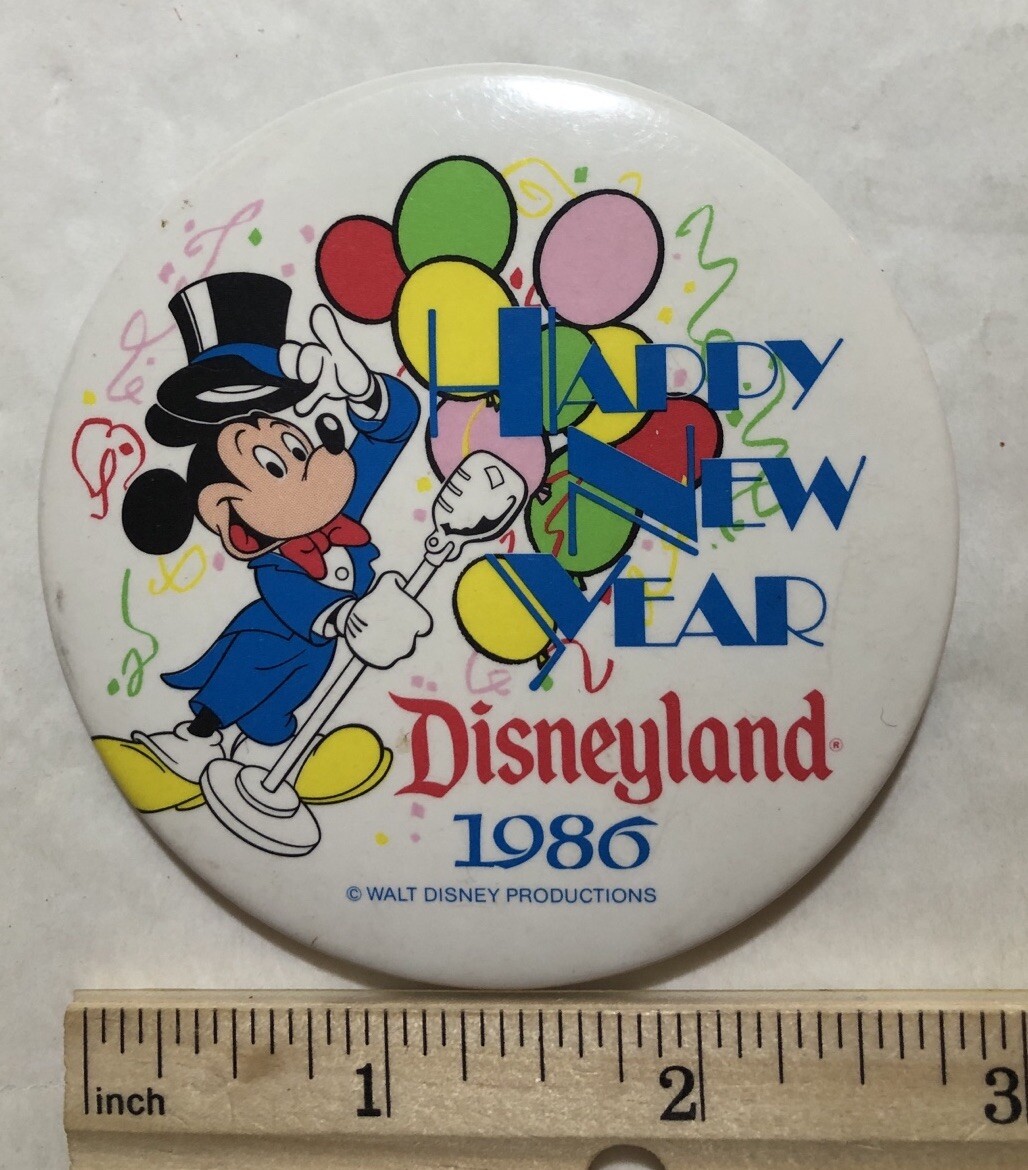 HAPPY
NEW
YEAR
Disneyland®
1986
© WALT DISNEY PRODUCTIONS
1 2 3
inch